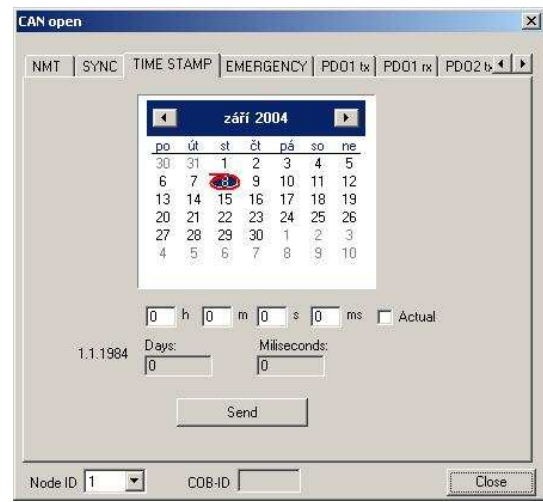 CAN open
NMT SYNC TIME STAMP EMERGENCY PDO1 tx PDO1 rx PDO2 t
září 2004
po út st čt pá so ne
30 31 1 2 3 4 5
6 7 8 9 10 11 12
13 14 15 16 17 18 19
20 21 22 23 24 25 26
27 28 29 30 1 2 3
4 5 6 7 8 9 10
0 h 0 m 0 s 0 ms Actual
Days: Miliseconds:
1.1.1984 0 0
Send
Node ID 1 COB-ID Close